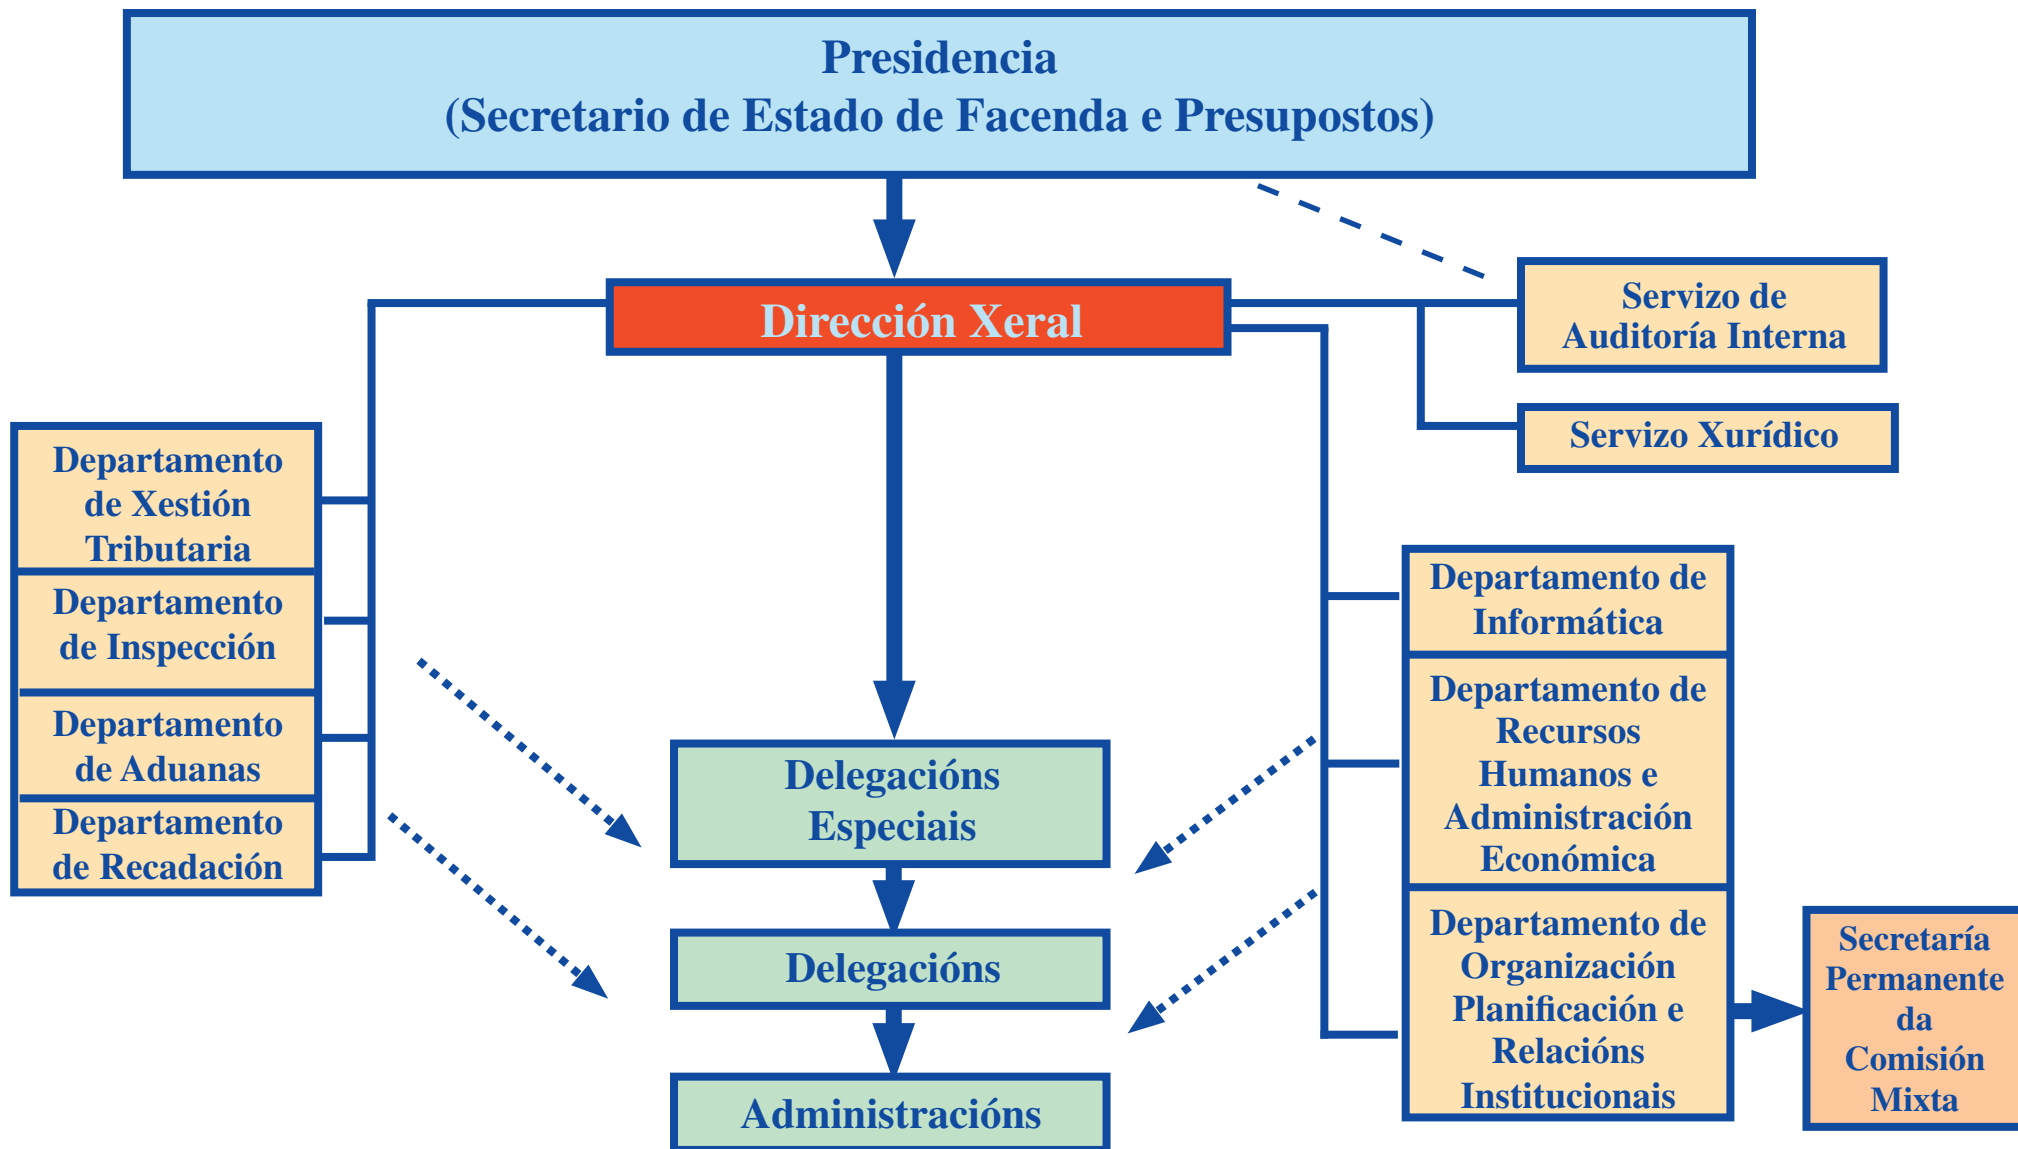 Presidencia
(Secretario de Estado de Facenda e Presupostos)
Dirección Xeral
Servizo de
Auditoría Interna
Servizo Xurídico
Departamento
de Xestión
Tributaria
Departamento
de Inspección
Departamento
de Aduanas
Departamento
de Recadación
Delegacións
Especiais
Delegacións
Administracións
Departamento de
Informática
Departamento de
Recursos
Humanos e
Administración
Económica
Departamento de
Organización
Planificación e
Relacións
Institucionais
Secretaría
Permanente
da
Comisión
Mixta